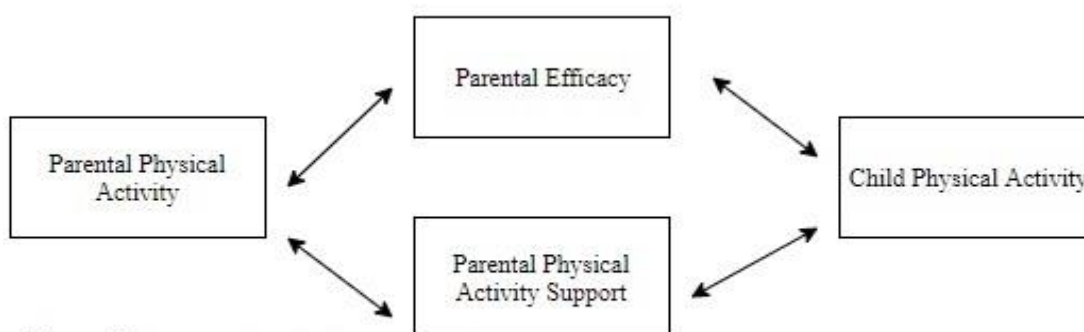 Parental Efficacy
Parental Physical
Activity
Child Physical Activity
Parental Physical
Activity Support